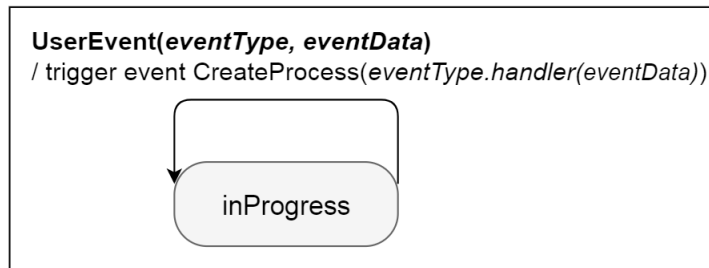 UserEvent(eventType, eventData)
/ trigger event CreateProcess(eventType.handler(eventData))
inProgress